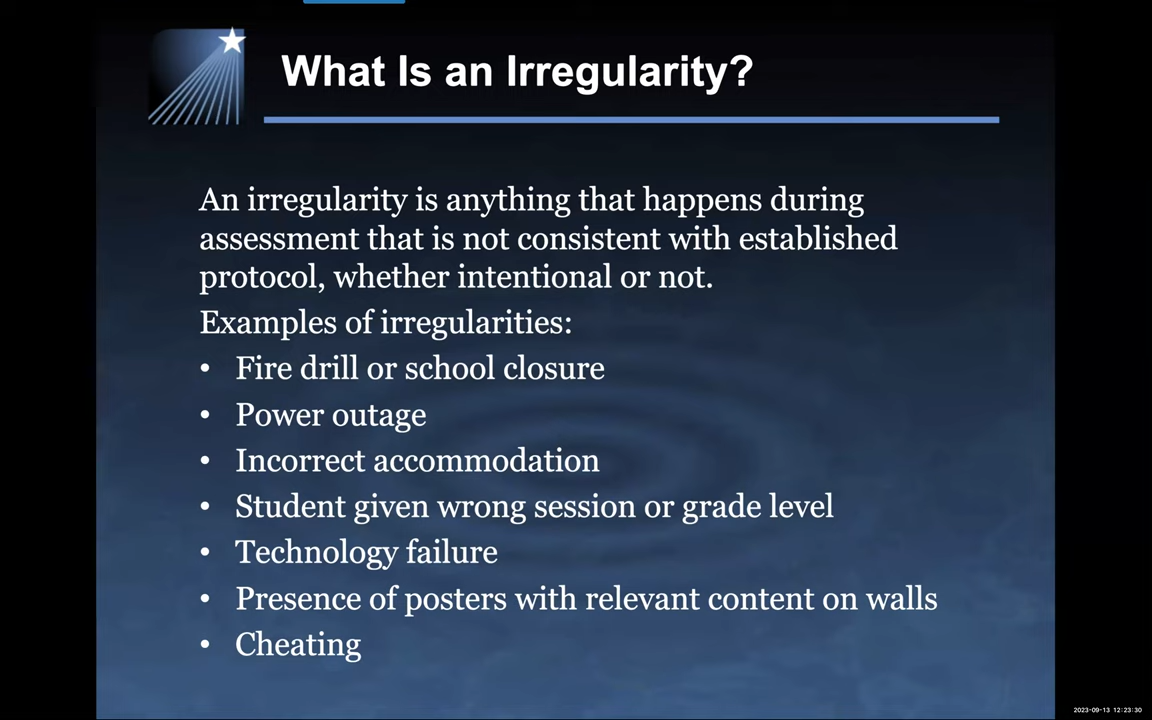 What Is an Irregularity?
An irregularity is anything that happens during
assessment that is not consistent with established
protocol, whether intentional or not.
Examples of irregularities:
• Fire drill or school closure
• Power outage
• Incorrect accommodation
• Student given wrong session or grade level
• Technology failure
• Presence of posters with relevant content on walls
• Cheating
2023-09-13 12:23:30